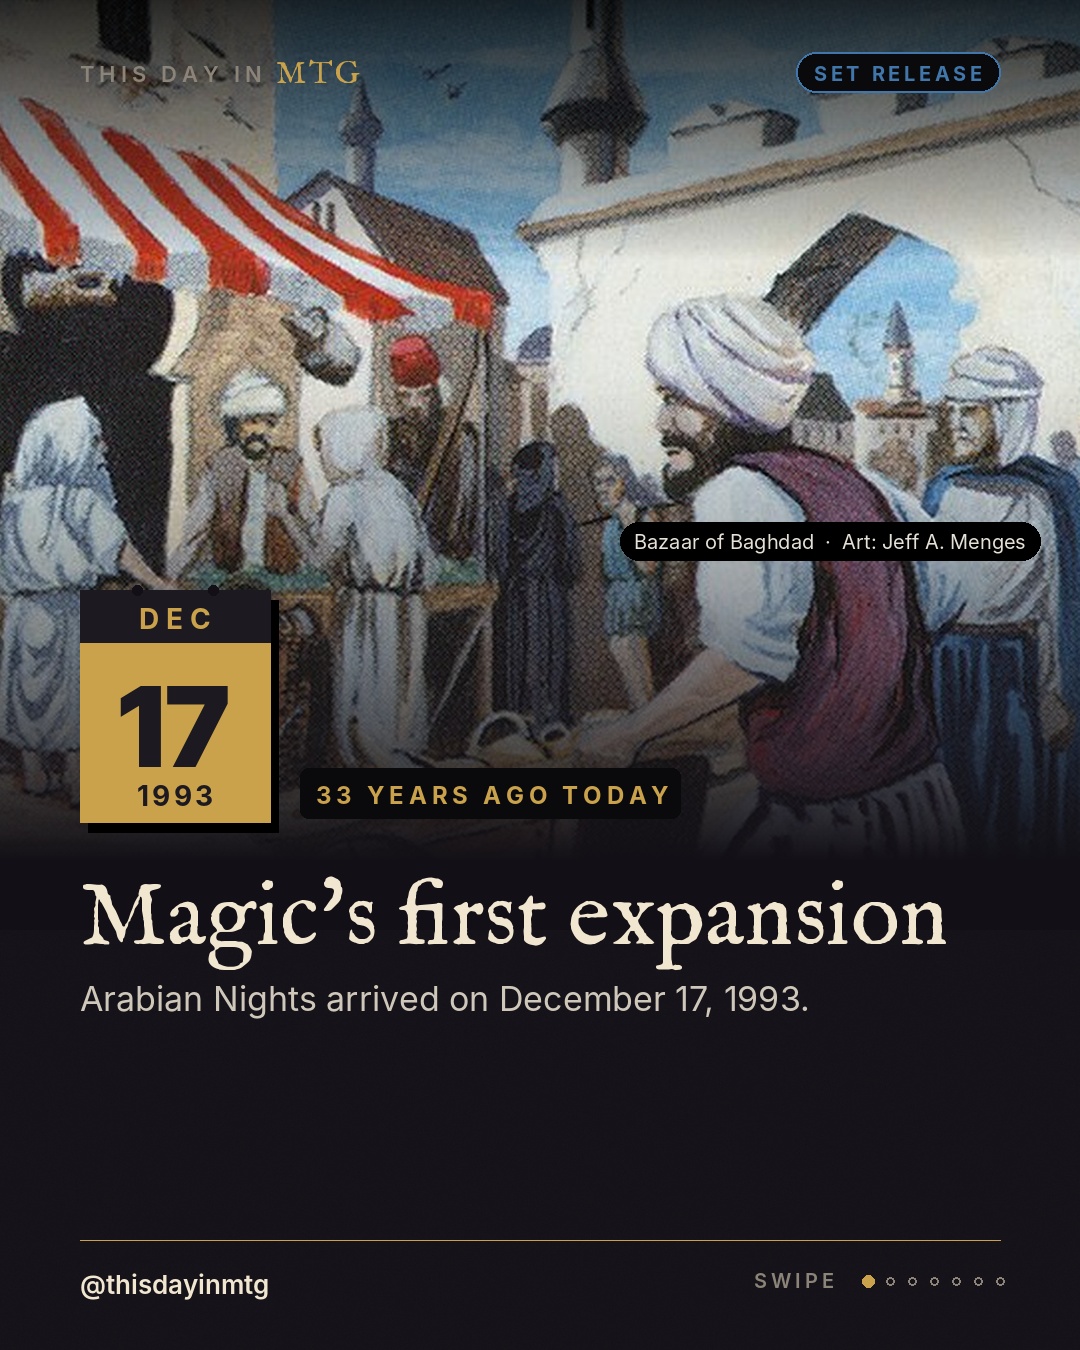 THIS DAY IN MTG
SET RELEASE
Bazaar of Baghdad · Art: Jeff A. Menges
DEC
17
1993
33 YEARS AGO TODAY
Magic’s first expansion
Arabian Nights arrived on December 17, 1993.
@thisdayinmtg
SWIPE